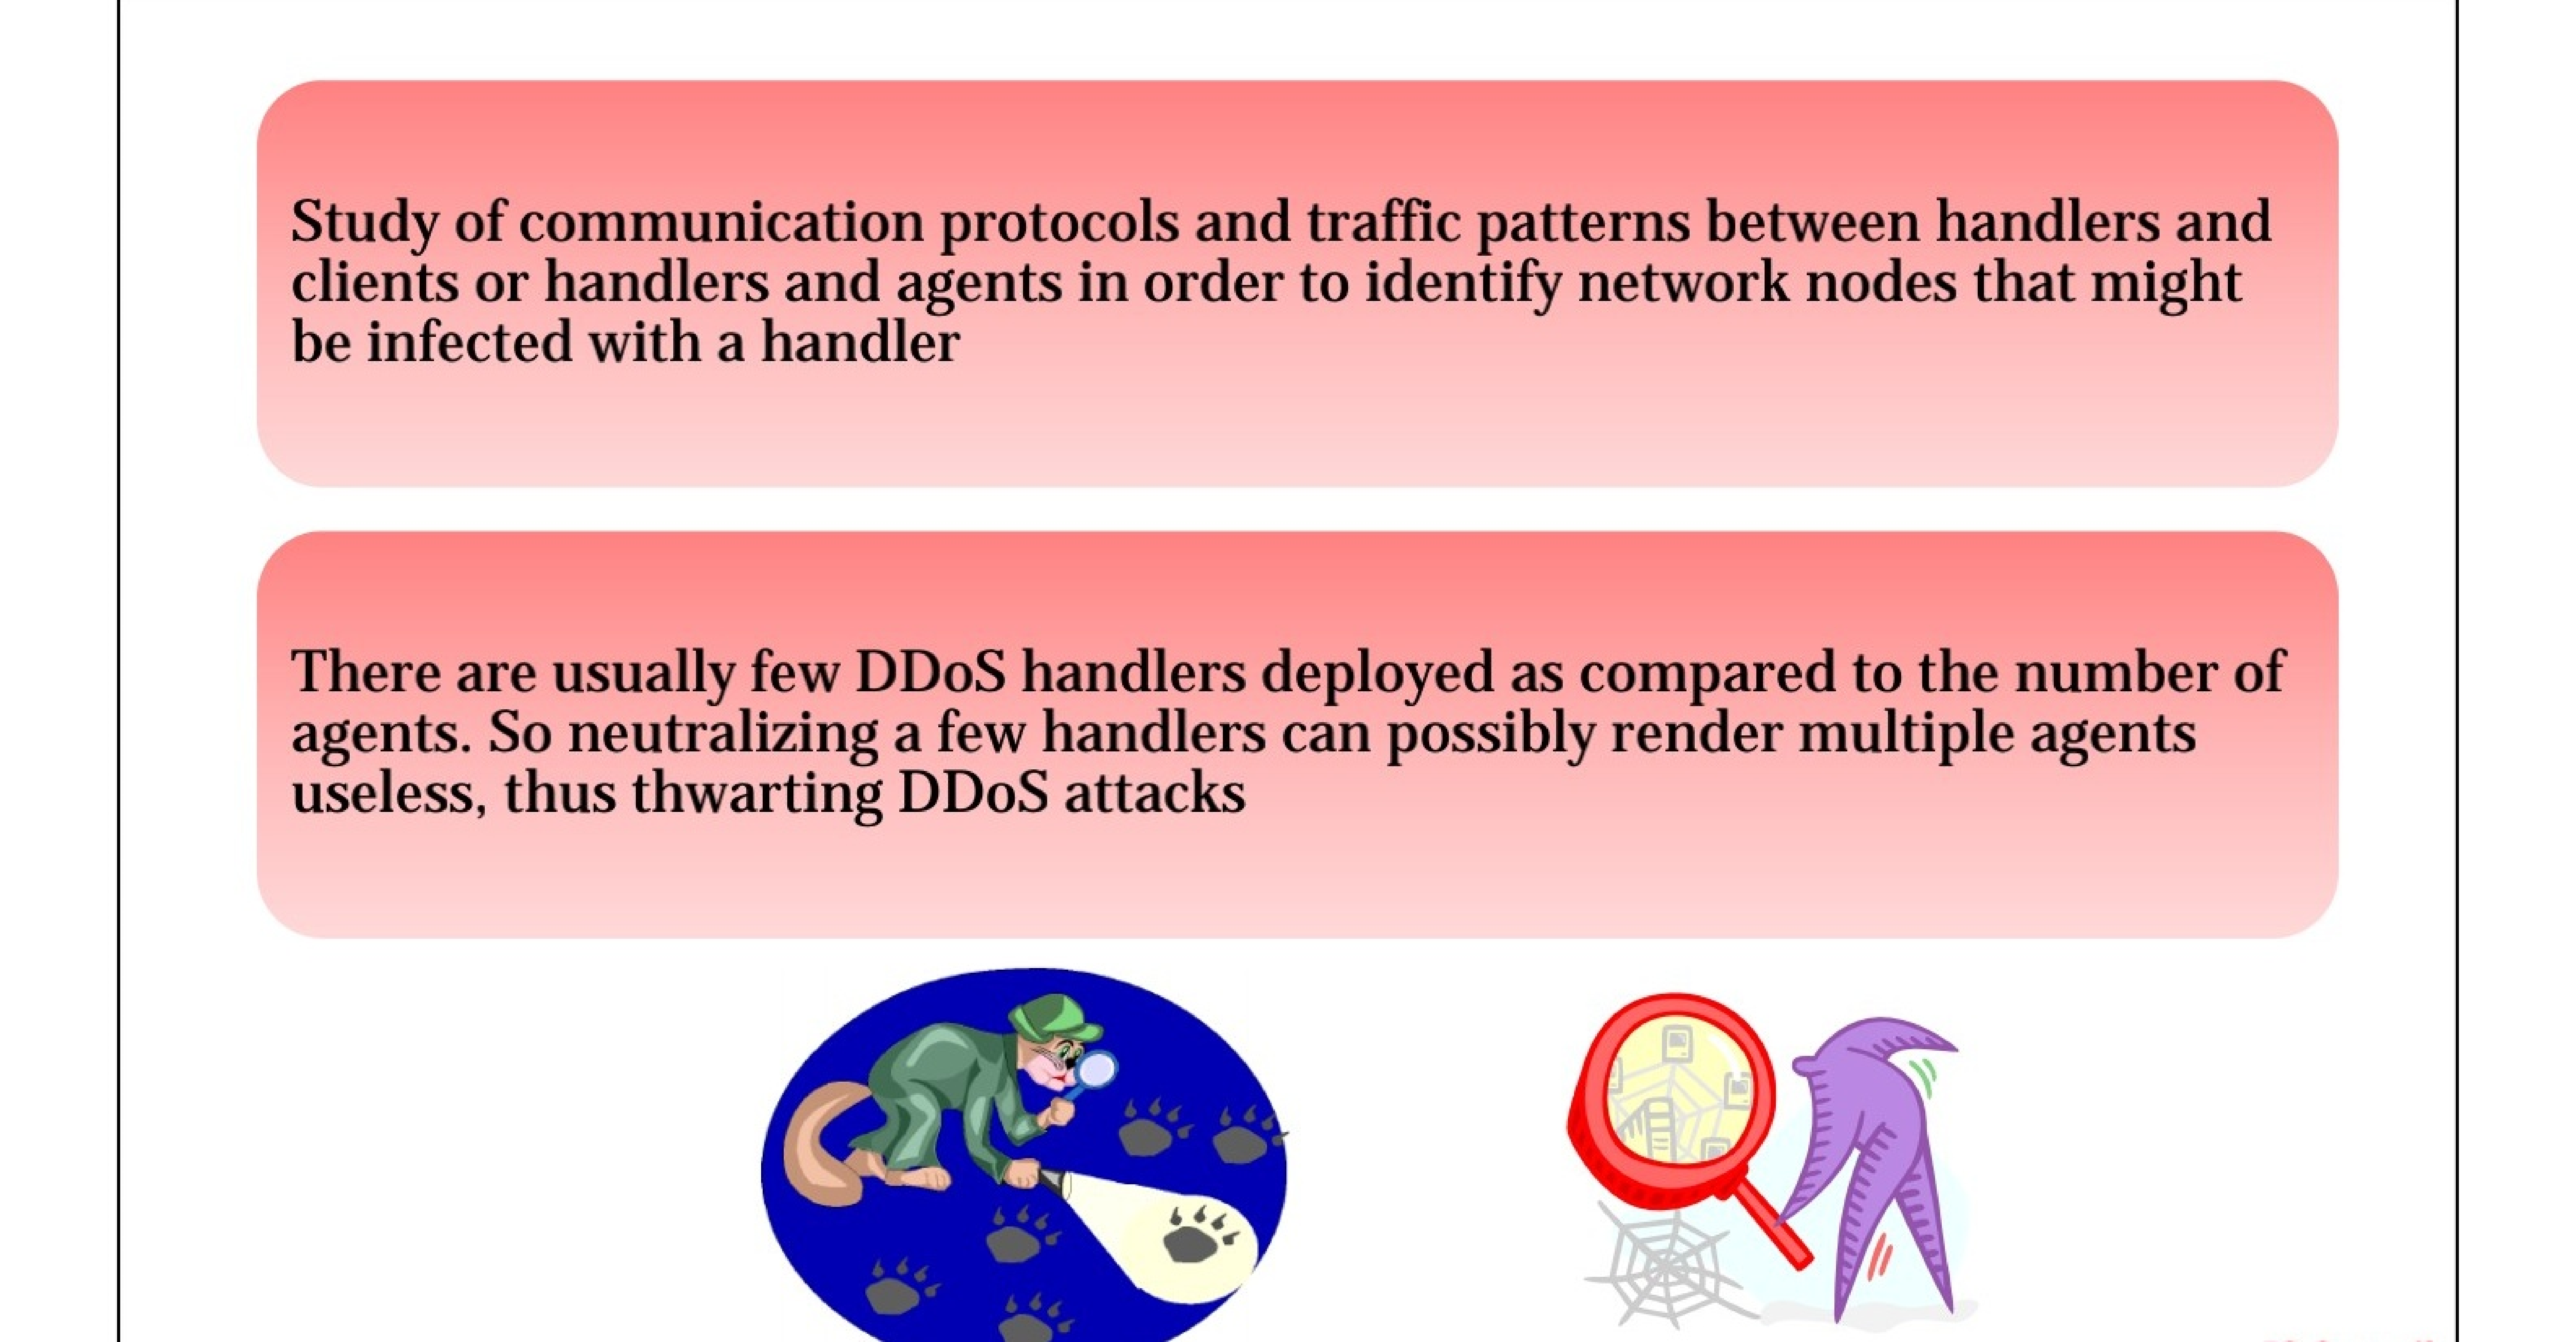 Study of communication protocols and traffic patterns between handlers and
clients or handlers and agents in order to identify network nodes that might
be infected with a handler
There are usually few DDoS handlers deployed as compared to the number of
agents. So neutralizing a few handlers can possibly render multiple agents
useless, thus thwarting DDoS attacks